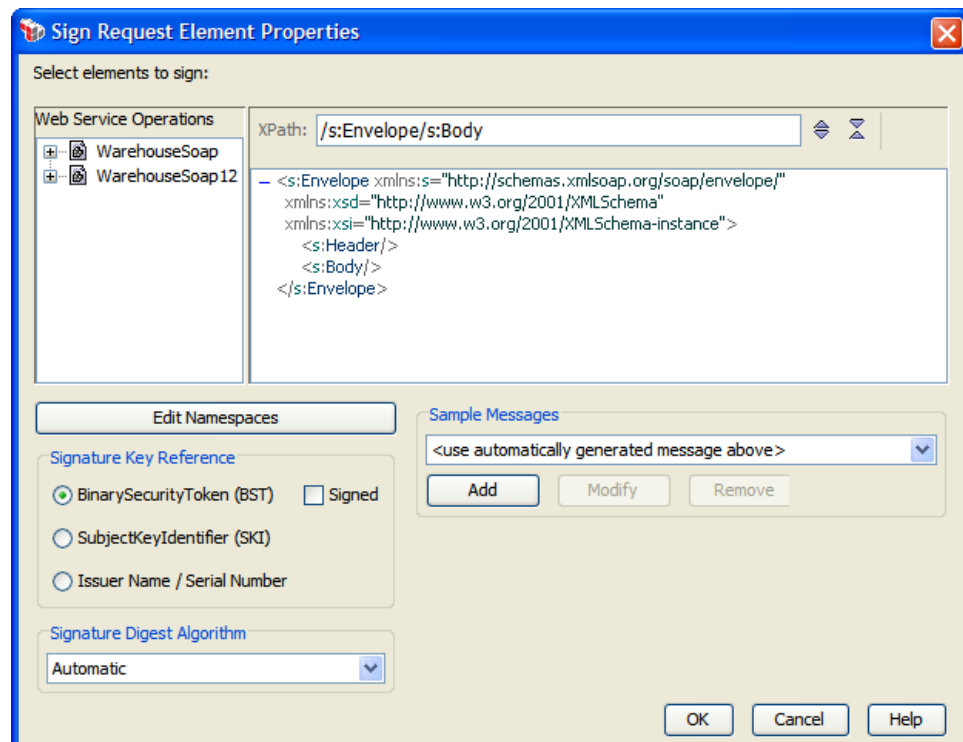 Sign Request Element Properties
Select elements to sign:
Web Service Operations
WarehouseSoap
WarehouseSoap12
XPath: /s:Envelope/s:Body
<s:Envelope xmlns:s="http://schemas.xmlsoap.org/soap/envelope/"
xmlns:xsd="http://www.w3.org/2001/XMLSchema"
xmlns:xsi="http://www.w3.org/2001/XMLSchema-instance">
<s:Header/>
<s:Body/>
</s:Envelope>
Edit Namespaces
Signature Key Reference
BinarySecurityToken (BST) Signed
SubjectKeyIdentifier (SKI)
Issuer Name / Serial Number
Signature Digest Algorithm
Automatic
Sample Messages
<use automatically generated message above>
Add Modify Remove
OK Cancel Help